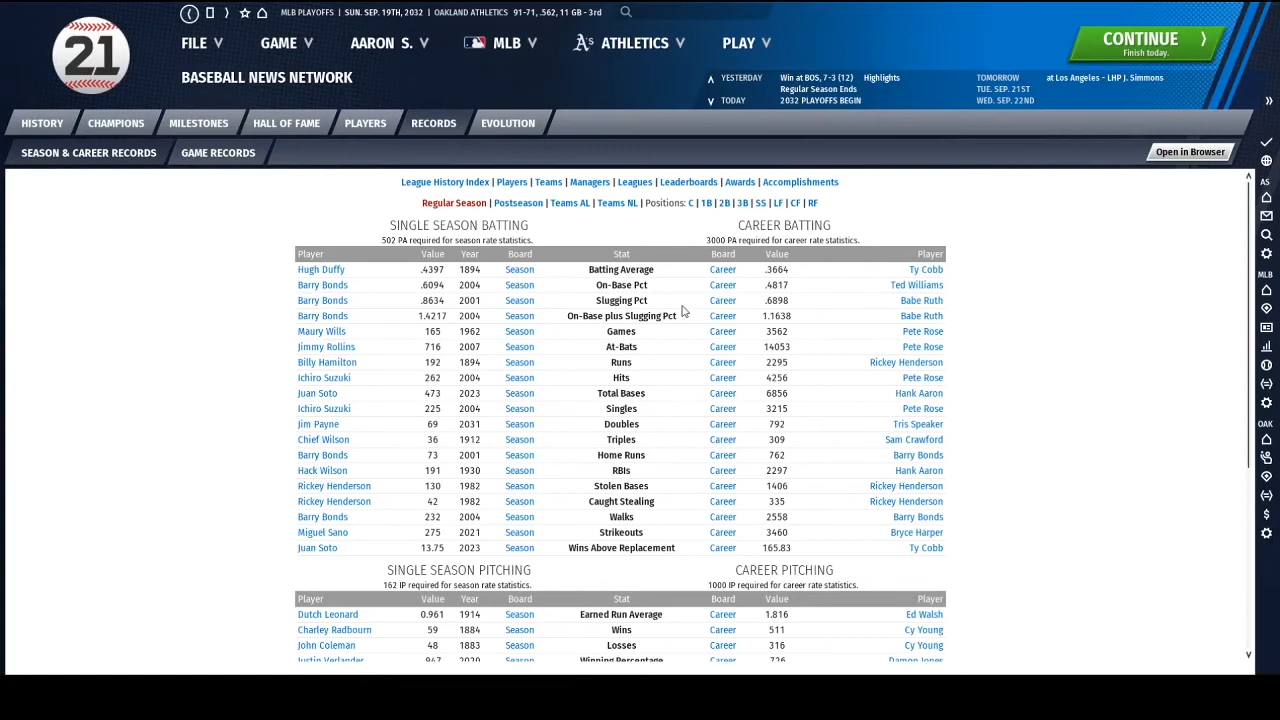 MLB PLAYOFFS | SUN. SEP. 19TH, 2032 | OAKLAND ATHLETICS 91-71, .562, 11 GB - 3rd
21
FILE GAME AARON S. MLB A's ATHLETICS PLAY
CONTINUE
Finish today.
BASEBALL NEWS NETWORK
YESTERDAY Win at BOS, 7-3 (12) Highlights TOMORROW at Los Angeles - LHP J. Simmons
Regular Season Ends TUE. SEP. 21ST
TODAY 2032 PLAYOFFS BEGIN WED. SEP. 22ND
HISTORY CHAMPIONS MILESTONES HALL OF FAME PLAYERS RECORDS EVOLUTION
SEASON & CAREER RECORDS GAME RECORDS Open in Browser
League History Index | Players | Teams | Managers | Leagues | Leaderboards | Awards | Accomplishments
Regular Season | Postseason | Teams AL | Teams NL | Positions: C | 1B | 2B | 3B | SS | LF | CF | RF
SINGLE SEASON BATTING CAREER BATTING
502 PA required for season rate statistics. 3000 PA required for career rate statistics.
Player Value Year Board Stat Board Value Player
Hugh Duffy .4397 1894 Season Batting Average Career .3664 Ty Cobb
Barry Bonds .6094 2004 Season On-Base Pct Career .4817 Ted Williams
Barry Bonds .8634 2001 Season Slugging Pct Career .6898 Babe Ruth
Barry Bonds 1.4217 2004 Season On-Base plus Slugging Pct Career 1.1638 Babe Ruth
Maury Wills 165 1962 Season Games Career 3562 Pete Rose
Jimmy Rollins 716 2007 Season At-Bats Career 14053 Pete Rose
Billy Hamilton 192 1894 Season Runs Career 2295 Rickey Henderson
Ichiro Suzuki 262 2004 Season Hits Career 4256 Pete Rose
Juan Soto 473 2023 Season Total Bases Career 6856 Hank Aaron
Ichiro Suzuki 225 2004 Season Singles Career 3215 Pete Rose
Jim Payne 69 2031 Season Doubles Career 792 Tris Speaker
Chief Wilson 36 1912 Season Triples Career 309 Sam Crawford
Barry Bonds 73 2001 Season Home Runs Career 762 Barry Bonds
Hack Wilson 191 1930 Season RBIs Career 2297 Hank Aaron
Rickey Henderson 130 1982 Season Stolen Bases Career 1406 Rickey Henderson
Rickey Henderson 42 1982 Season Caught Stealing Career 335 Rickey Henderson
Barry Bonds 232 2004 Season Walks Career 2558 Barry Bonds
Miguel Sano 275 2021 Season Strikeouts Career 3460 Bryce Harper
Juan Soto 13.75 2023 Season Wins Above Replacement Career 165.83 Ty Cobb
SINGLE SEASON PITCHING CAREER PITCHING
162 IP required for season rate statistics. 1000 IP required for career rate statistics.
Player Value Year Board Stat Board Value Player
Dutch Leonard 0.961 1914 Season Earned Run Average Career 1.816 Ed Walsh
Charley Radbourn 59 1884 Season Wins Career 511 Cy Young
John Coleman 48 1883 Season Losses Career 316 Cy Young
Justin Verlander .947 2020 Season Winning Percentage Career .726 Damon Jones
AS
MLB
OAK